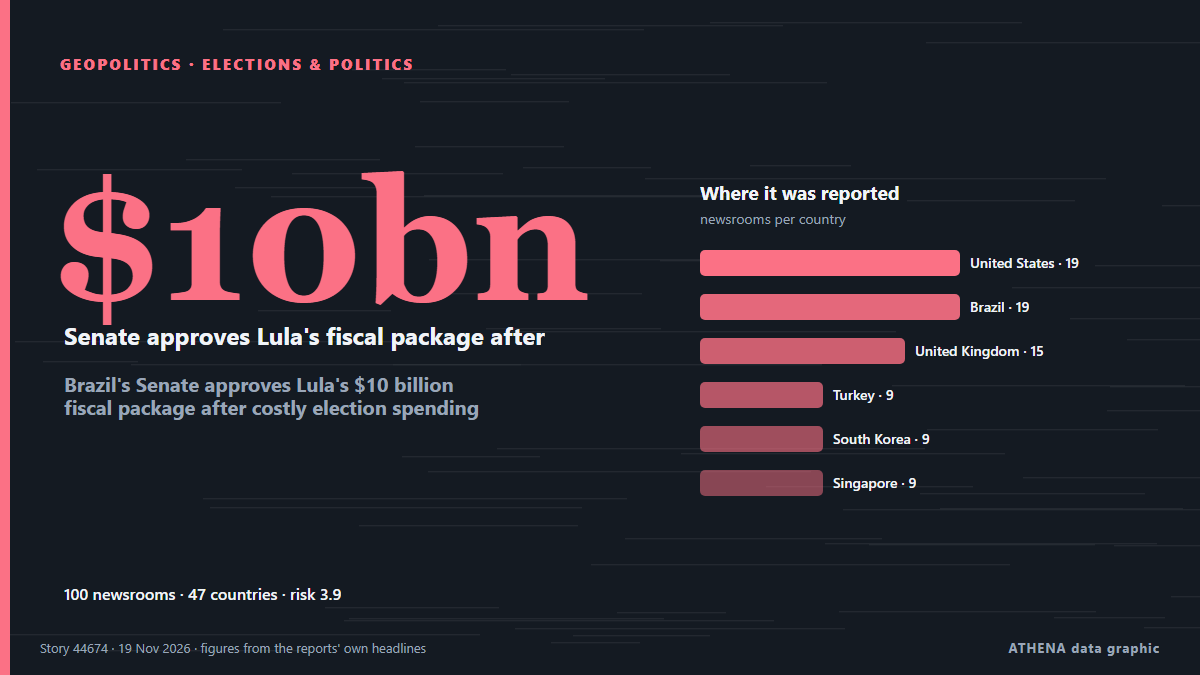 GEOPOLITICS · ELECTIONS & POLITICS
$10bn
Senate approves Lula's fiscal package after
Brazil's Senate approves Lula's $10 billion
fiscal package after costly election spending
100 newsrooms · 47 countries · risk 3.9
Where it was reported
newsrooms per country
United States · 19
Brazil · 19
United Kingdom · 15
Turkey · 9
South Korea · 9
Singapore · 9
Story 44674 · 19 Nov 2026 · figures from the reports' own headlines
ATHENA data graphic